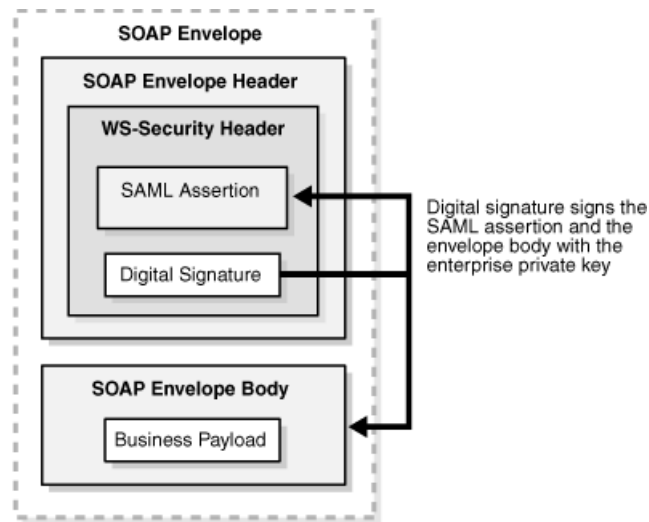 SOAP Envelope
SOAP Envelope Header
WS-Security Header
SAML Assertion
Digital Signature
Digital signature signs the
SAML assertion and the
envelope body with the
enterprise private key
SOAP Envelope Body
Business Payload